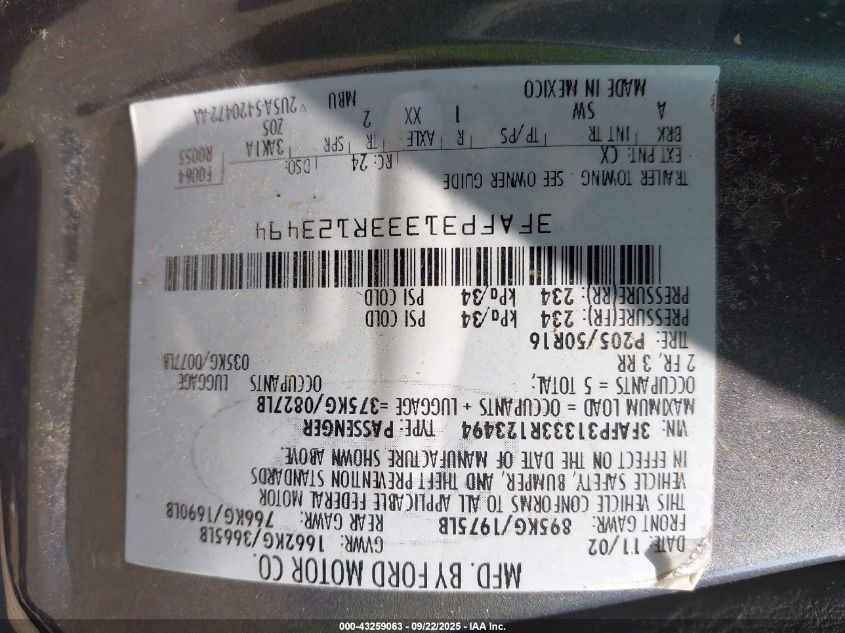 MFD. BY FORD MOTOR CO.
DATE: 11/02 GVWR: 1662KG/3665LB
FRONT GAWR: 895KG/1975LB REAR GAWR: 766KG/1690LB
THIS VEHICLE CONFORMS TO ALL APPLICABLE FEDERAL MOTOR
VEHICLE SAFETY, BUMPER, AND THEFT PREVENTION STANDARDS
IN EFFECT ON THE DATE OF MANUFACTURE SHOWN ABOVE.
VIN: 3FAFP31333R123494 TYPE: PASSENGER
MAXIMUM LOAD = OCCUPANTS + LUGGAGE =375KG/0827LB
OCCUPANTS = 5 TOTAL; OCCUPANTS LUGGAGE
2 FR, 3 RR 035KG/0077LB
TIRE: P205/50R16
PRESSURE(FR): 234 kPa/34 PSI COLD
PRESSURE(RR): 234 kPa/34 PSI COLD
3FAFP31333R123494
TRAILER TOWING - SEE OWNER GUIDE
EXT PNT: CX RC: 24 DSO: F0064
BRK INT TR TP/PS R AXLE TR SPR 3AK1A R0055
A SW 1 XX 2 205
MBU 2U5A-5420472-AA
MADE IN MEXICO
000-43259063 - 09/22/2025 - IAA Inc.